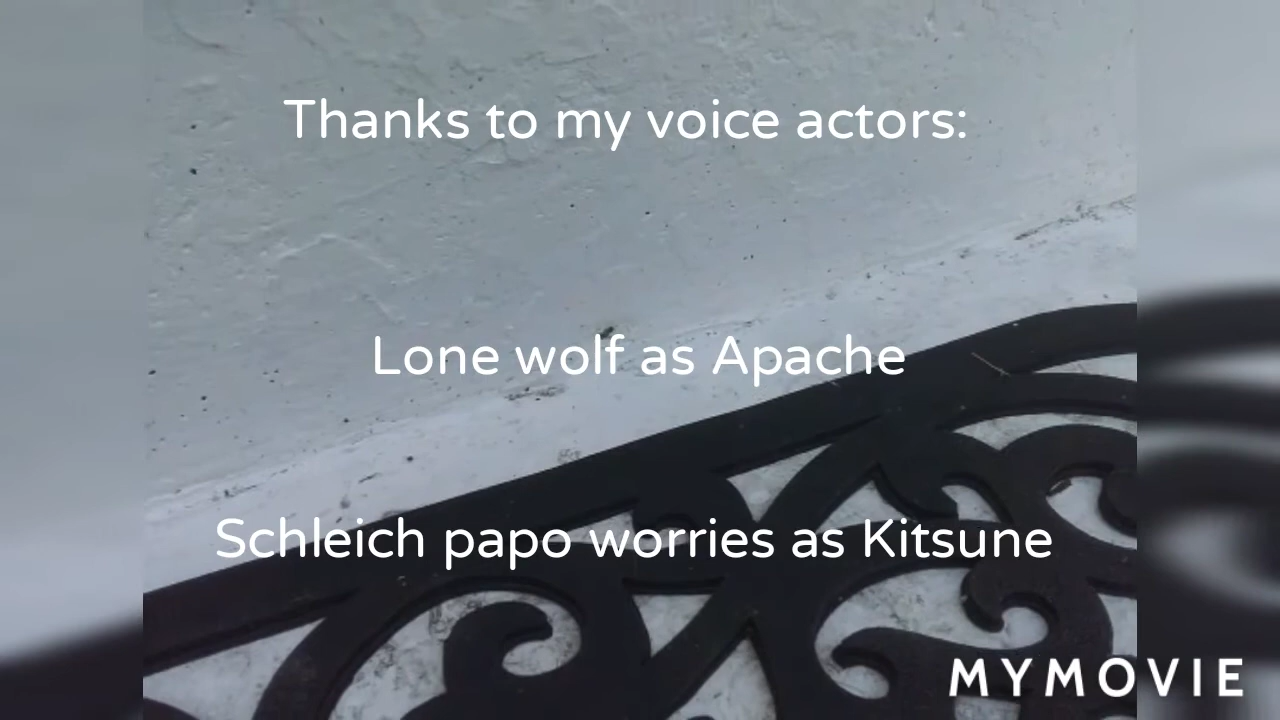 Thanks to my voice actors:
Lone wolf as Apache
Schleich papo worries as Kitsune
MYMOVIE